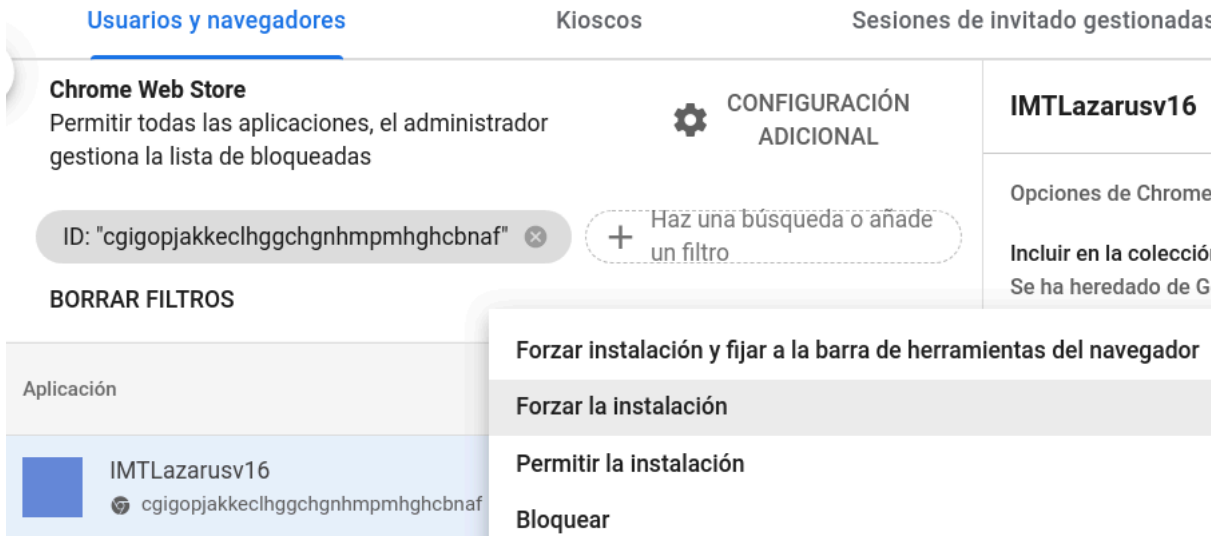 Usuarios y navegadores
Kioscos
Sesiones de invitado gestionadas
Chrome Web Store
Permitir todas las aplicaciones, el administrador
gestiona la lista de bloqueadas
CONFIGURACIÓN
ADICIONAL
ID: "cgigopjakkeclhggchgnhmpmhghcbnaf"
Haz una búsqueda o añade
un filtro
BORRAR FILTROS
IMTLazarusv16
Opciones de Chrome
Incluir en la colección
Se ha heredado de G
Aplicación
IMTLazarusv16
cgigopjakkeclhggchgnhmpmhghcbnaf
Forzar instalación y fijar a la barra de herramientas del navegador
Forzar la instalación
Permitir la instalación
Bloquear